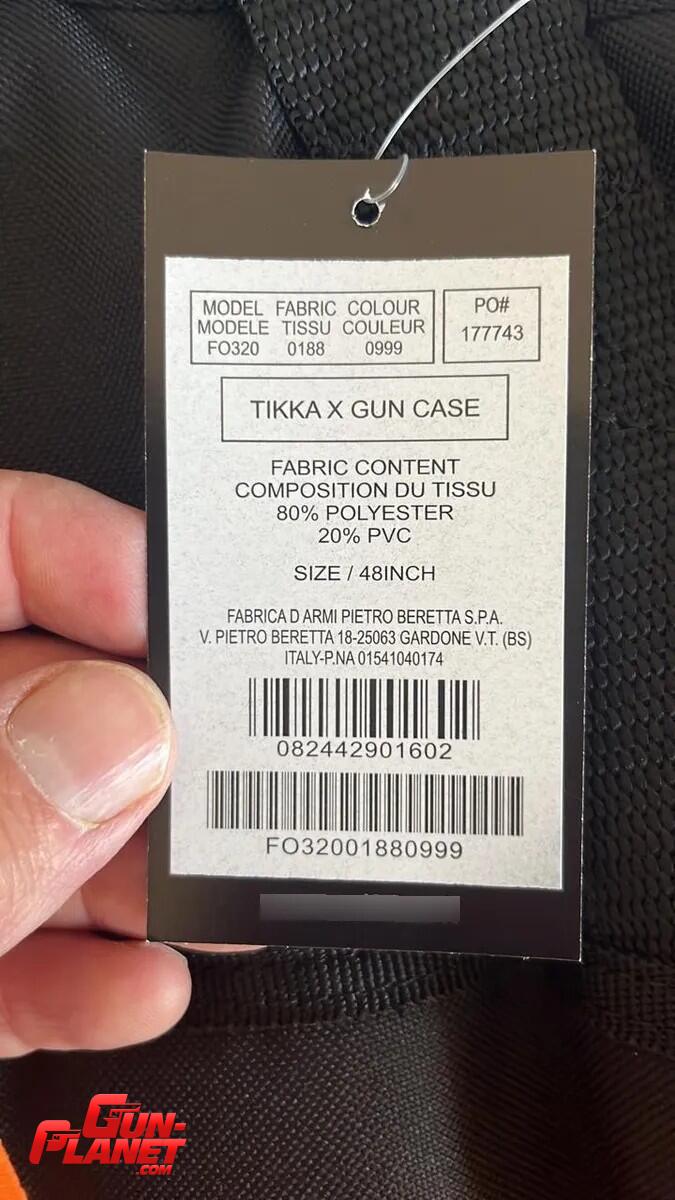 MODEL FABRIC COLOUR
MODELE TISSU COULEUR
FO320 0188 0999
PO#
177743
TIKKA X GUN CASE
FABRIC CONTENT
COMPOSITION DU TISSU
80% POLYESTER
20% PVC
SIZE / 48INCH
FABRICA D ARMI PIETRO BERETTA S.P.A.
V. PIETRO BERETTA 18-25063 GARDONE V.T. (BS)
ITALY-P.NA 01541040174
082442901602
FO32001880999
GUN-
PLANET
.COM